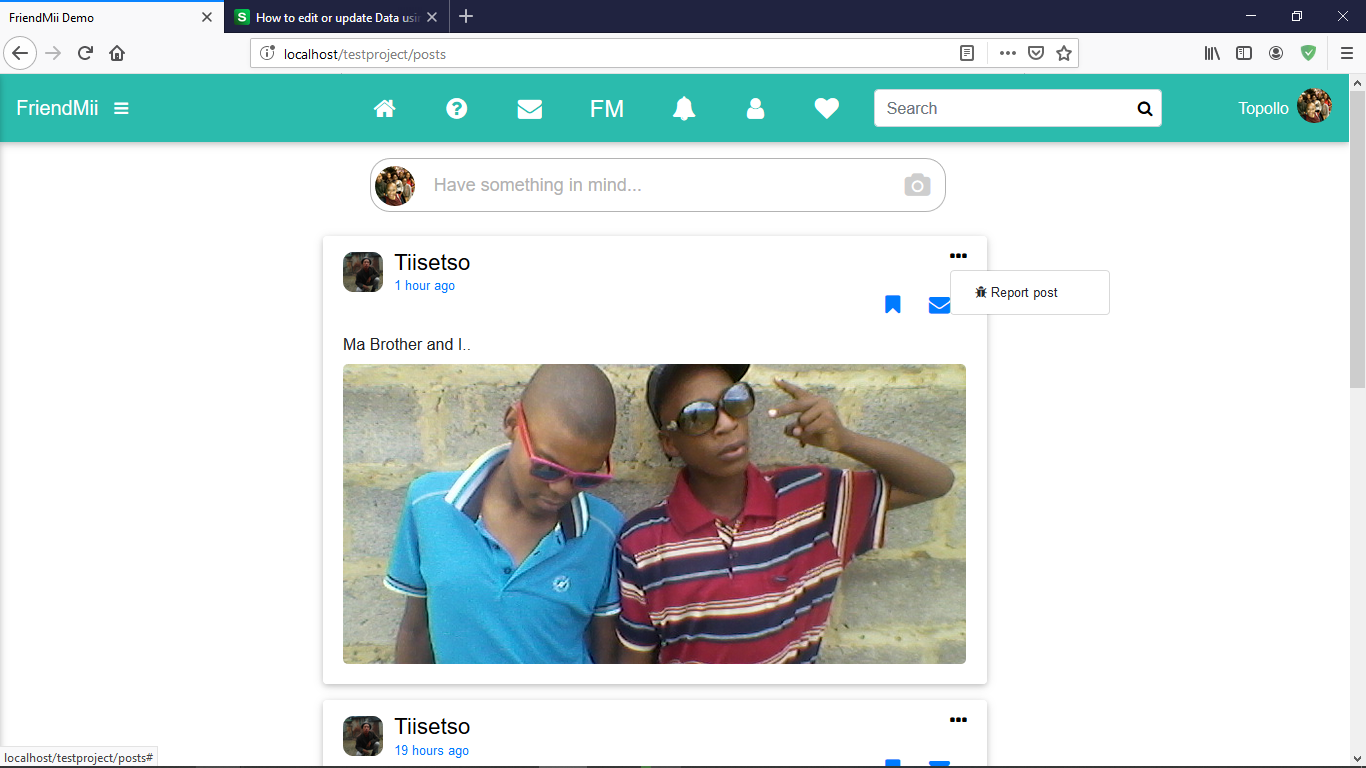 FriendMii Demo
S How to edit or update Data usin
localhost/testproject/posts
FriendMii
FM
Search
Topollo
Have something in mind...
Tiisetso
1 hour ago
Report post
Ma Brother and I..
Tiisetso
19 hours ago
localhost/testproject/posts#